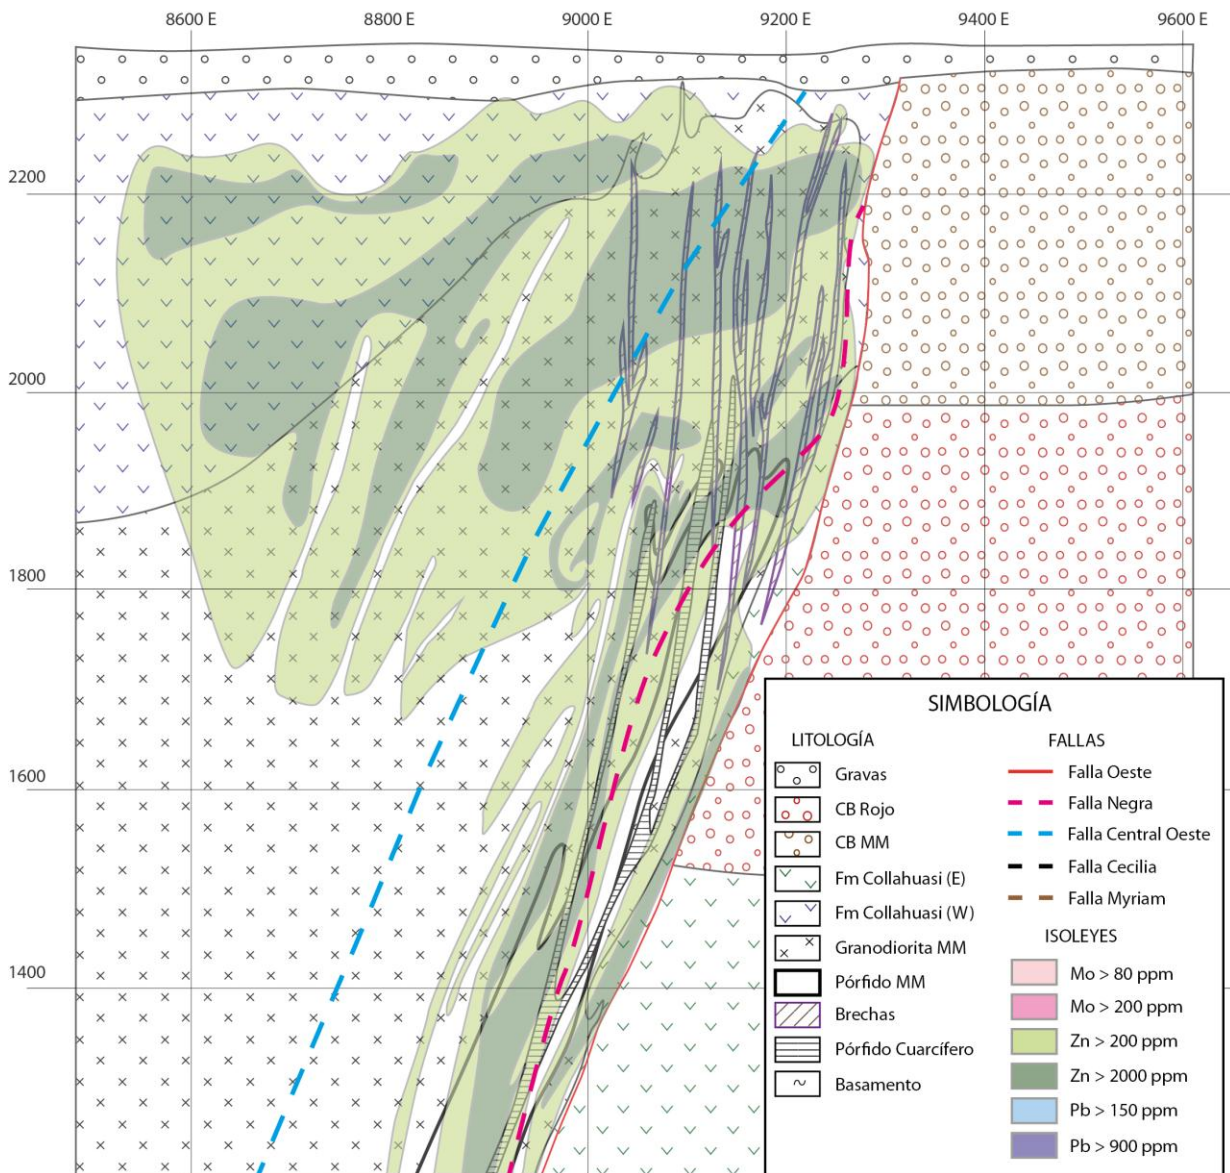 8600 E 8800 E 9000 E 9200 E 9400 E 9600 E
2200
2000
1800
1600
1400
SIMBOLOGÍA
LITOLOGÍA
Gravas
CB Rojo
CB MM
Fm Collahuasi (E)
Fm Collahuasi (W)
Granodiorita MM
Pórfido MM
Brechas
Pórfido Cuarcífero
Basamento
FALLAS
Falla Oeste
Falla Negra
Falla Central Oeste
Falla Cecilia
Falla Myriam
ISOLEYES
Mo > 80 ppm
Mo > 200 ppm
Zn > 200 ppm
Zn > 2000 ppm
Pb > 150 ppm
Pb > 900 ppm